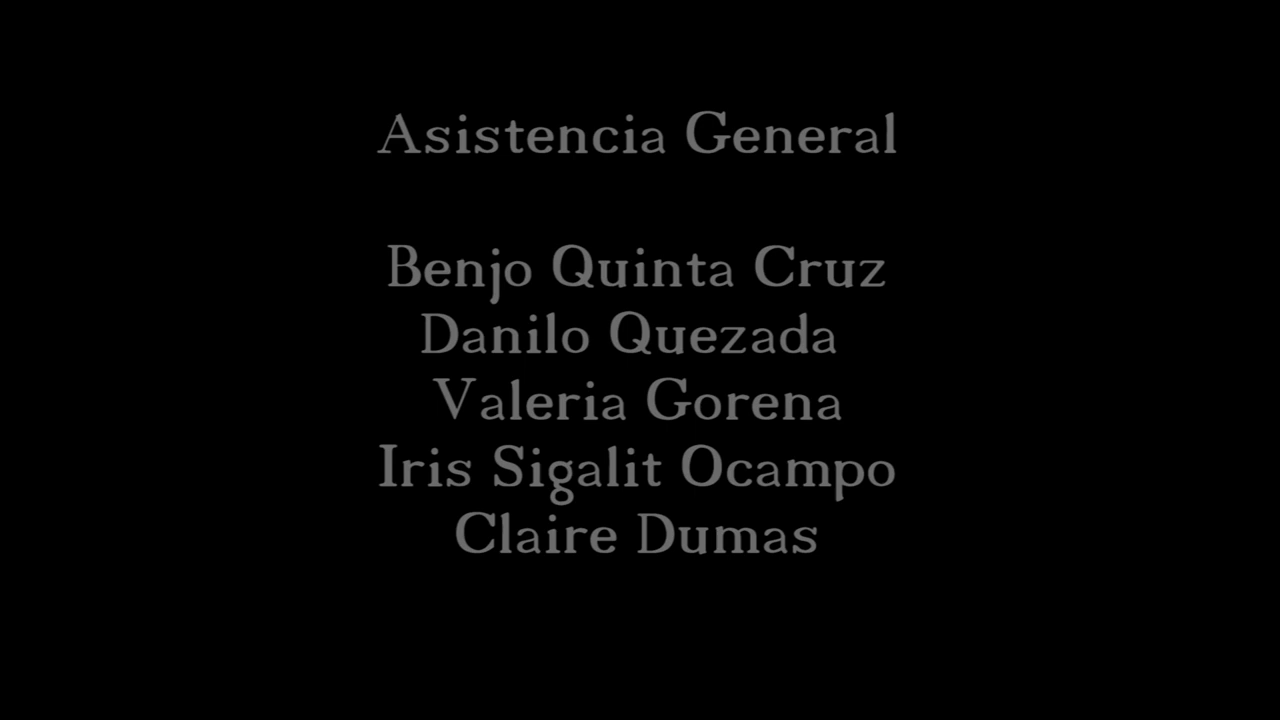 Asistencia General
Benjo Quinta Cruz
Danilo Quezada
Valeria Gorena
Iris Sigalit Ocampo
Claire Dumas